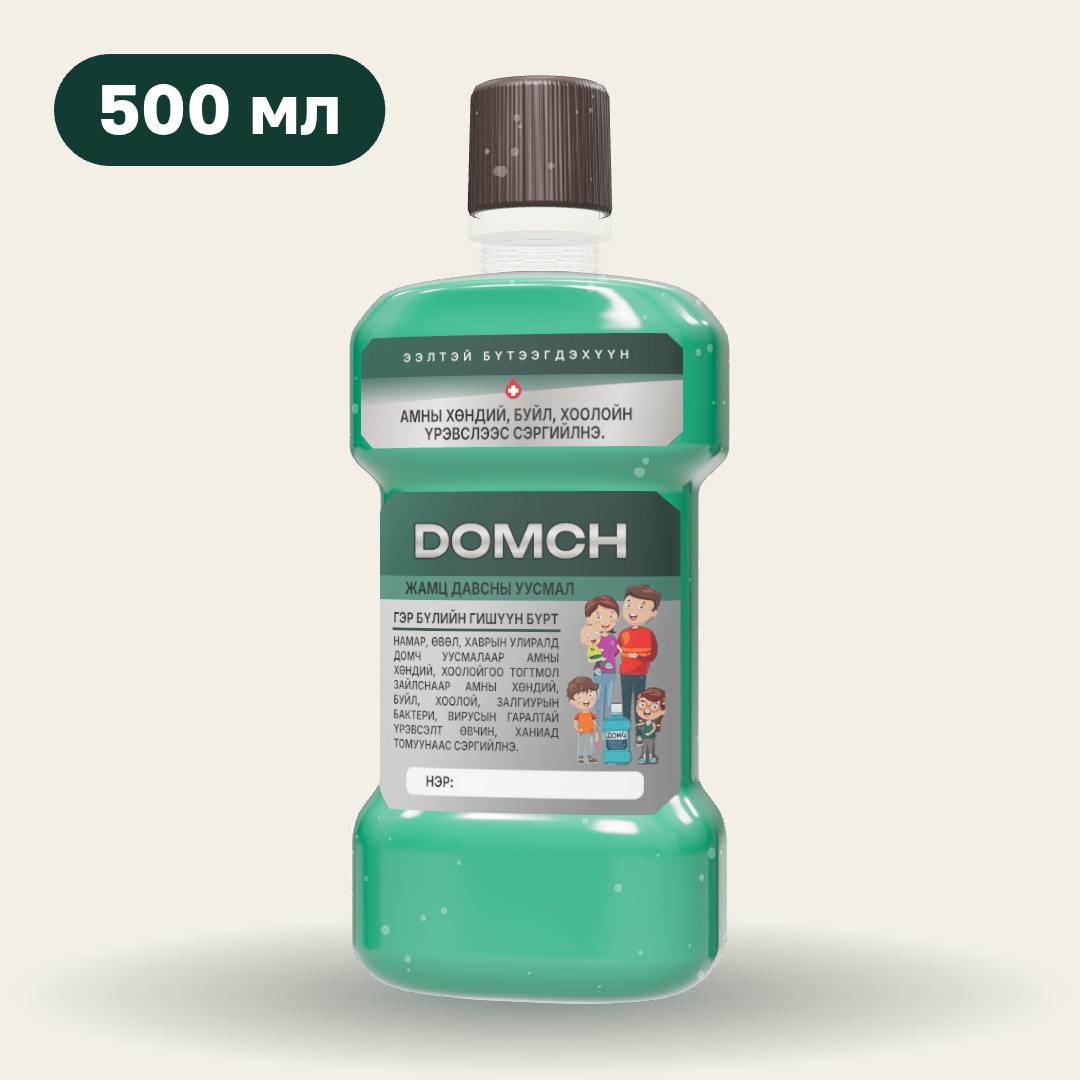 500 мл
ЭЭЛТЭЙ БҮТЭЭГДЭХҮҮН
АМНЫ ХӨНДИЙ, БУЙЛ, ХООЛОЙН
ҮРЭВСЛЭЭС СЭРГИЙЛНЭ.
DOMCH
ЖАМЦ ДАВСНЫ УУСМАЛ
ГЭР БҮЛИЙН ГИШҮҮН БҮРТ
НАМАР, ӨВӨЛ, ХАВРЫН УЛИРАЛД
ДОМЧ УУСМАЛААР АМНЫ
ХӨНДИЙ, ХООЛОЙГОО ТОГТМОЛ
ЗАЙЛСНААР АМНЫ ХӨНДИЙ,
БУЙЛ, ХООЛОЙ, ЗАЛГИУРЫН
БАКТЕРИ, ВИРУСЫН ГАРАЛТАЙ
ҮРЭВСЭЛТ ӨВЧИН, ХАНИАД
ТОМУУНААС СЭРГИЙЛНЭ.
ДОМЧ
НЭР: